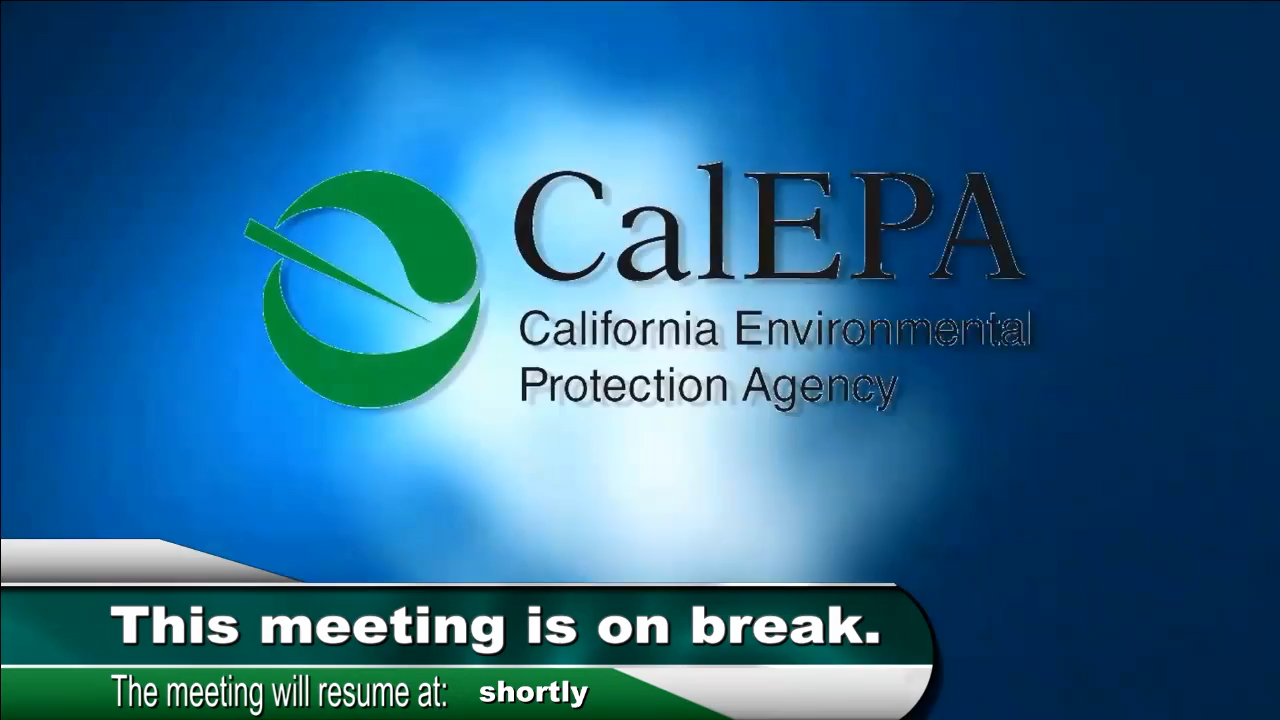 CalEPA
California Environmental
Protection Agency
This meeting is on break.
The meeting will resume at: shortly